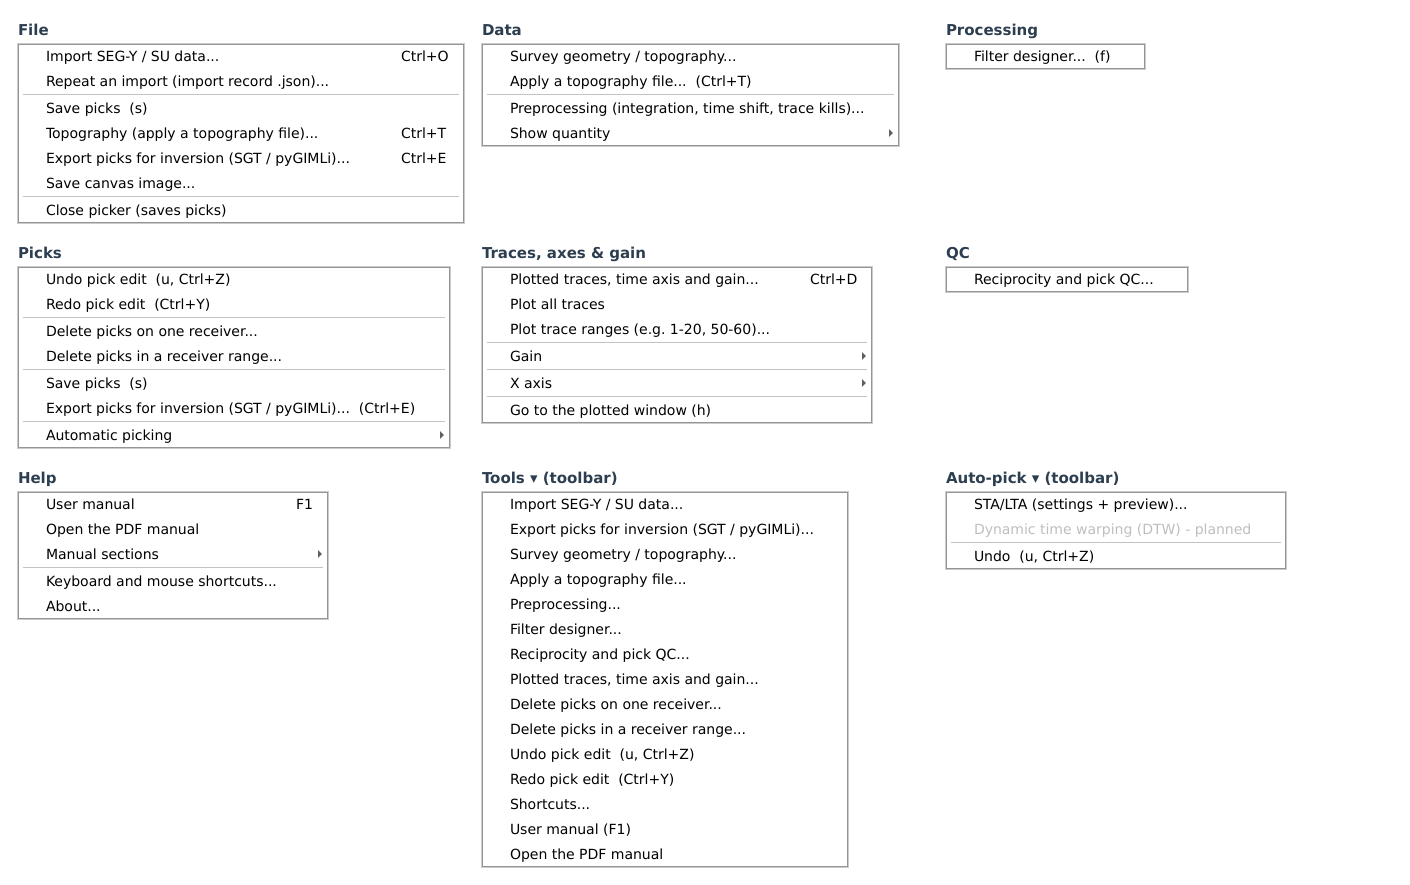 File
Import SEG-Y / SU data... Ctrl+O
Repeat an import (import record .json)...
Save picks (s)
Topography (apply a topography file)... Ctrl+T
Export picks for inversion (SGT / pyGIMLi)... Ctrl+E
Save canvas image...
Close picker (saves picks)
Data
Survey geometry / topography...
Apply a topography file... (Ctrl+T)
Preprocessing (integration, time shift, trace kills)...
Show quantity
Processing
Filter designer... (f)
Picks
Undo pick edit (u, Ctrl+Z)
Redo pick edit (Ctrl+Y)
Delete picks on one receiver...
Delete picks in a receiver range...
Save picks (s)
Export picks for inversion (SGT / pyGIMLi)... (Ctrl+E)
Automatic picking
Traces, axes & gain
Plotted traces, time axis and gain... Ctrl+D
Plot all traces
Plot trace ranges (e.g. 1-20, 50-60)...
Gain
X axis
Go to the plotted window (h)
QC
Reciprocity and pick QC...
Help
User manual F1
Open the PDF manual
Manual sections
Keyboard and mouse shortcuts...
About...
Tools ▾ (toolbar)
Import SEG-Y / SU data...
Export picks for inversion (SGT / pyGIMLi)...
Survey geometry / topography...
Apply a topography file...
Preprocessing...
Filter designer...
Reciprocity and pick QC...
Plotted traces, time axis and gain...
Delete picks on one receiver...
Delete picks in a receiver range...
Undo pick edit (u, Ctrl+Z)
Redo pick edit (Ctrl+Y)
Shortcuts...
User manual (F1)
Open the PDF manual
Auto-pick ▾ (toolbar)
STA/LTA (settings + preview)...
Dynamic time warping (DTW) - planned
Undo (u, Ctrl+Z)